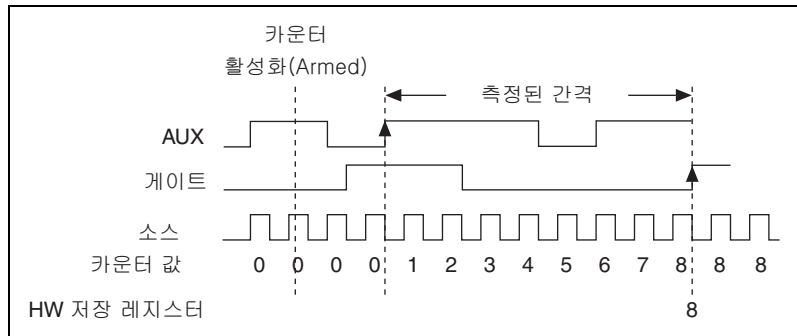 카운터
활성화(Armed)
측정된 간격
AUX
게이트
소스
카운터 값 0 0 0 0 1 2 3 4 5 6 7 8 8 8
HW 저장 레지스터 8